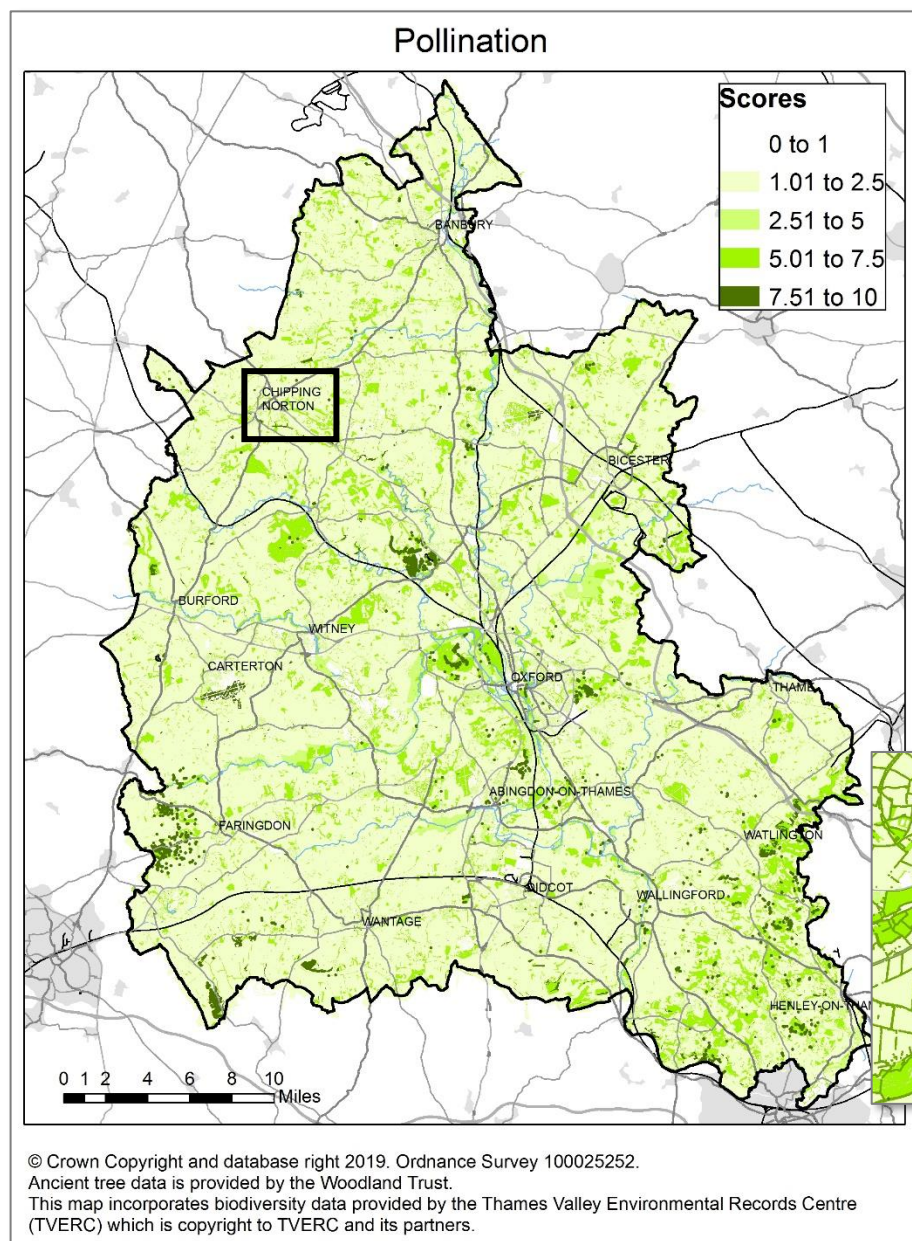 Pollination
Scores
0 to 1
1.01 to 2.5
2.51 to 5
5.01 to 7.5
7.51 to 10
BANBURY
CHIPPING
NORTON
BICESTER
BURFORD
WITNEY
CARTERTON
OXFORD
THAME
ABINGDON-ON-THAMES
FARINGDON
WATLINGTON
DIDCOT
WALLINGFORD
WANTAGE
HENLEY-ON-THAM
0 1 2 4 6 8 10
Miles
© Crown Copyright and database right 2019. Ordnance Survey 100025252.
Ancient tree data is provided by the Woodland Trust.
This map incorporates biodiversity data provided by the Thames Valley Environmental Records Centre
(TVERC) which is copyright to TVERC and its partners.